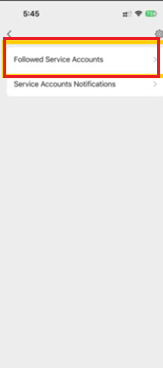 5:45
Followed Service Accounts
Service Accounts Notifications